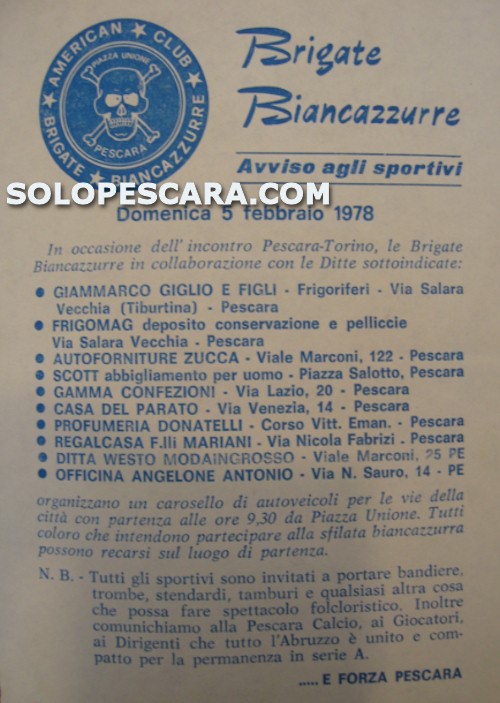 AMERICAN CLUB
PIAZZA UNIONE
PESCARA
BRIGATE BIANCAZZURRE
Brigate
Biancazzurre
Avviso agli sportivi
SOLOPESCARA.COM
Domenica 5 febbraio 1978
In occasione dell'incontro Pescara-Torino, le Brigate
Biancazzurre in collaborazione con le Ditte sottoindicate:
● GIAMMARCO GIGLIO E FIGLI - Frigoriferi - Via Salara
Vecchia (Tiburtina) - Pescara
● FRIGOMAG deposito conservazione e pelliccie
Via Salara Vecchia - Pescara
● AUTOFORNITURE ZUCCA - Viale Marconi, 122 - Pescara
● SCOTT abbigliamento per uomo - Piazza Salotto, Pescara
● GAMMA CONFEZIONI - Via Lazio, 20 - Pescara
● CASA DEL PARATO - Via Venezia, 14 - Pescara
● PROFUMERIA DONATELLI - Corso Vitt. Eman. - Pescara
● REGALCASA F.lli MARIANI - Via Nicola Fabrizi . Pescara
● DITTA WESTO MODAINGROSSO - Viale Marconi, 25 PE
● OFFICINA ANGELONE ANTONIO - Via N. Sauro, 14 - PE
organizzano un carosello di autoveicoli per le vie della
città con partenza alle ore 9,30 da Piazza Unione. Tutti
coloro che intendono partecipare alla sfilata biancazzurra
possono recarsi sul luogo di partenza.
N. B. - Tutti gli sportivi sono invitati a portare bandiere,
trombe, stendardi, tamburi e qualsiasi altra cosa
che possa fare spettacolo folcloristico. Inoltre
comunichiamo alla Pescara Calcio, ai Giocatori,
ai Dirigenti che tutto l'Abruzzo è unito e com-
patto per la permanenza in serie A.
..... E FORZA PESCARA